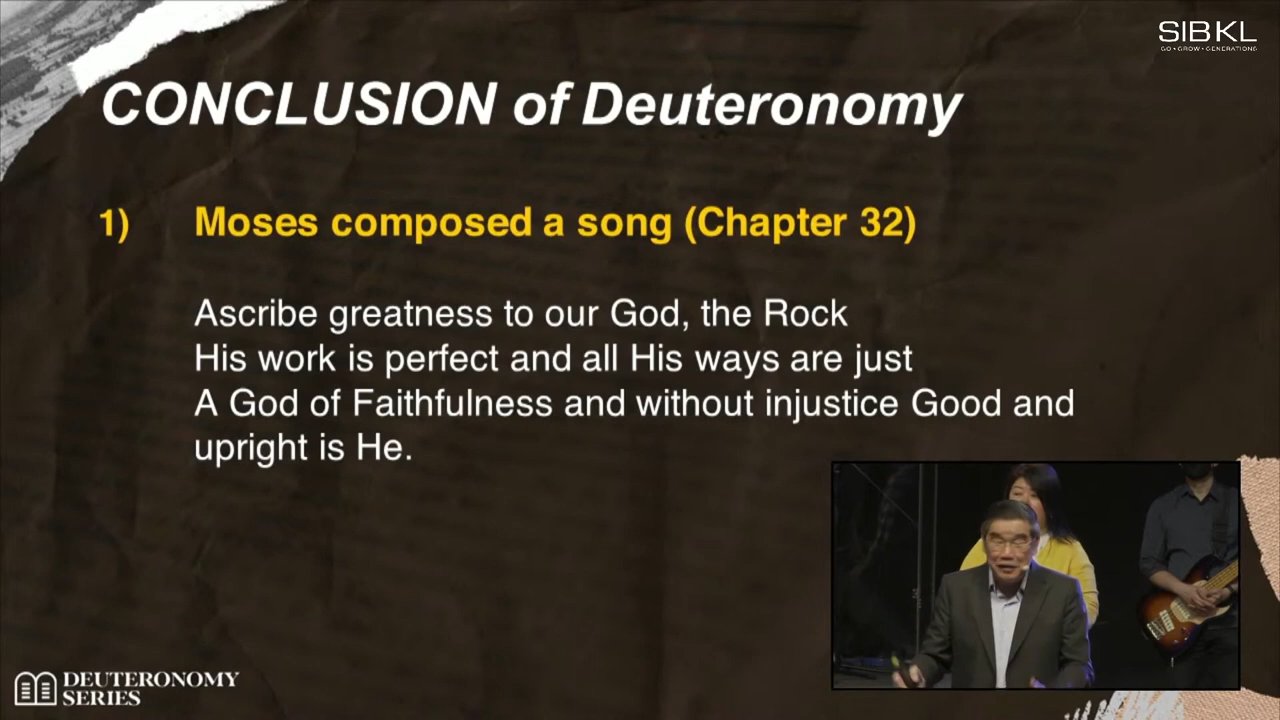 SIBKL
GO • GROW • GENERATIONS
CONCLUSION of Deuteronomy
1) Moses composed a song (Chapter 32)
Ascribe greatness to our God, the Rock
His work is perfect and all His ways are just
A God of Faithfulness and without injustice Good and
upright is He.
DEUTERONOMY
SERIES